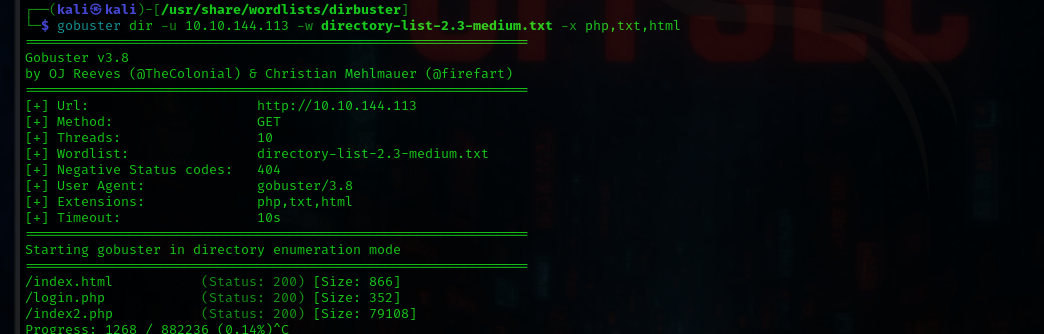 ┌──(kali㉿kali)-[/usr/share/wordlists/dirbuster]
└─$ gobuster dir -u 10.10.144.113 -w directory-list-2.3-medium.txt -x php,txt,html
===============================================================
Gobuster v3.8
by OJ Reeves (@TheColonial) & Christian Mehlmauer (@firefart)
===============================================================
[+] Url:                     http://10.10.144.113
[+] Method:                  GET
[+] Threads:                 10
[+] Wordlist:                directory-list-2.3-medium.txt
[+] Negative Status codes:   404
[+] User Agent:              gobuster/3.8
[+] Extensions:              php,txt,html
[+] Timeout:                 10s
===============================================================
Starting gobuster in directory enumeration mode
===============================================================
/index.html           (Status: 200) [Size: 866]
/login.php            (Status: 200) [Size: 352]
/index2.php           (Status: 200) [Size: 79108]
Progress: 1268 / 882236 (0.14%)^C